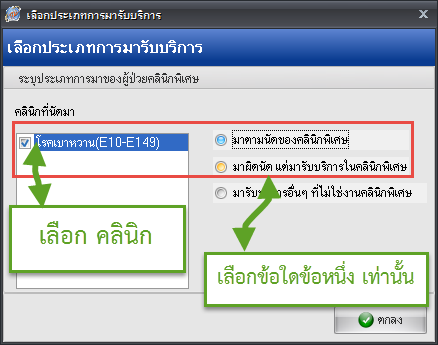 เลือกประเภทการมารับบริการ
เลือกประเภทการมารับบริการ
ระบุประเภทการมาของผู้ป่วยคลินิกพิเศษ
คลินิกที่นัดมา
โรคเบาหวาน(E10-E149)
มาตามนัดของคลินิกพิเศษ
มาผิดนัด แต่มารับบริการในคลินิกพิเศษ
มารับบริการอื่นๆ ที่ไม่ใช่งานคลินิกพิเศษ
เลือก คลินิก
เลือกข้อใดข้อหนึ่ง เท่านั้น
ตกลง